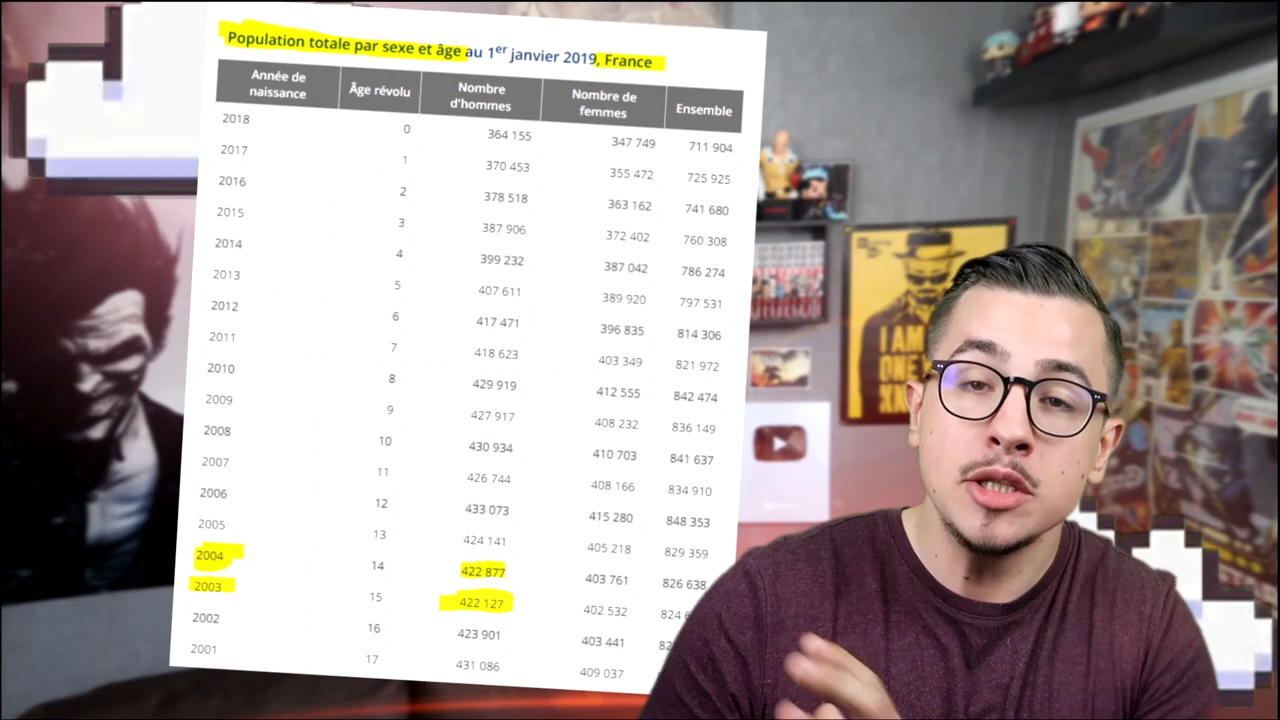 Population totale par sexe et âge au 1er janvier 2019, France
Année de naissance Âge révolu Nombre d'hommes Nombre de femmes Ensemble
2018 0 364 155 347 749 711 904
2017 1 370 453 355 472 725 925
2016 2 378 518 363 162 741 680
2015 3 387 906 372 402 760 308
2014 4 399 232 387 042 786 274
2013 5 407 611 389 920 797 531
2012 6 417 471 396 835 814 306
2011 7 418 623 403 349 821 972
2010 8 429 919 412 555 842 474
2009 9 427 917 408 232 836 149
2008 10 430 934 410 703 841 637
2007 11 426 744 408 166 834 910
2006 12 433 073 415 280 848 353
2005 13 424 141 405 218 829 359
2004 14 422 877 403 761 826 638
2003 15 422 127 402 532 824
2002 16 423 901 403 441
2001 17 431 086 409 037
I AM